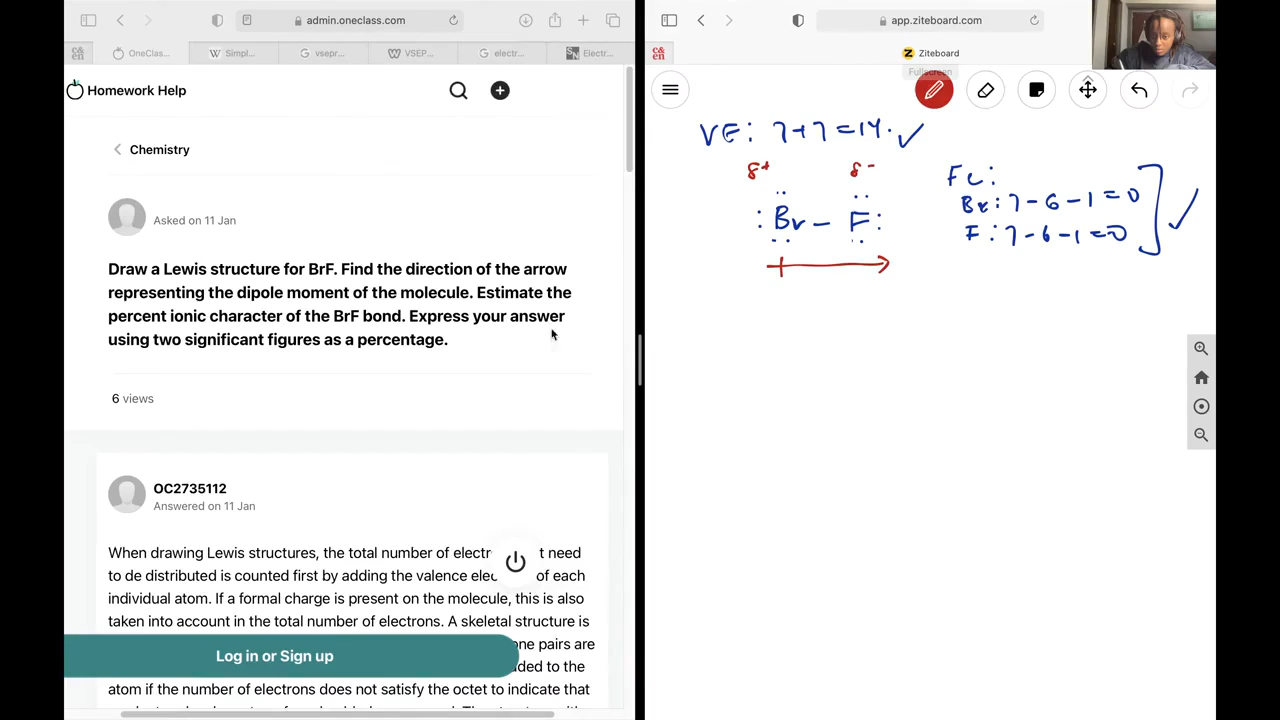 admin.oneclass.com
app.ziteboard.com
OneClas...
Simpl...
vsepr...
VSEP...
electr...
Electr...
Ziteboard
Fullscreen
Homework Help
Chemistry
Asked on 11 Jan
Draw a Lewis structure for BrF. Find the direction of the arrow
representing the dipole moment of the molecule. Estimate the
percent ionic character of the BrF bond. Express your answer
using two significant figures as a percentage.
6 views
OC2735112
Answered on 11 Jan
When drawing Lewis structures, the total number of electr t need
to de distributed is counted first by adding the valence elec of each
individual atom. If a formal charge is present on the molecule, this is also
taken into account in the total number of electrons. A skeletal structure is
one pairs are
ded to the
atom if the number of electrons does not satisfy the octet to indicate that
Log in or Sign up
VE: 7+7=14. ✓
δ+ δ-
:Br – F:
Fc:
Br: 7-6-1=0
F: 7-6-1=0